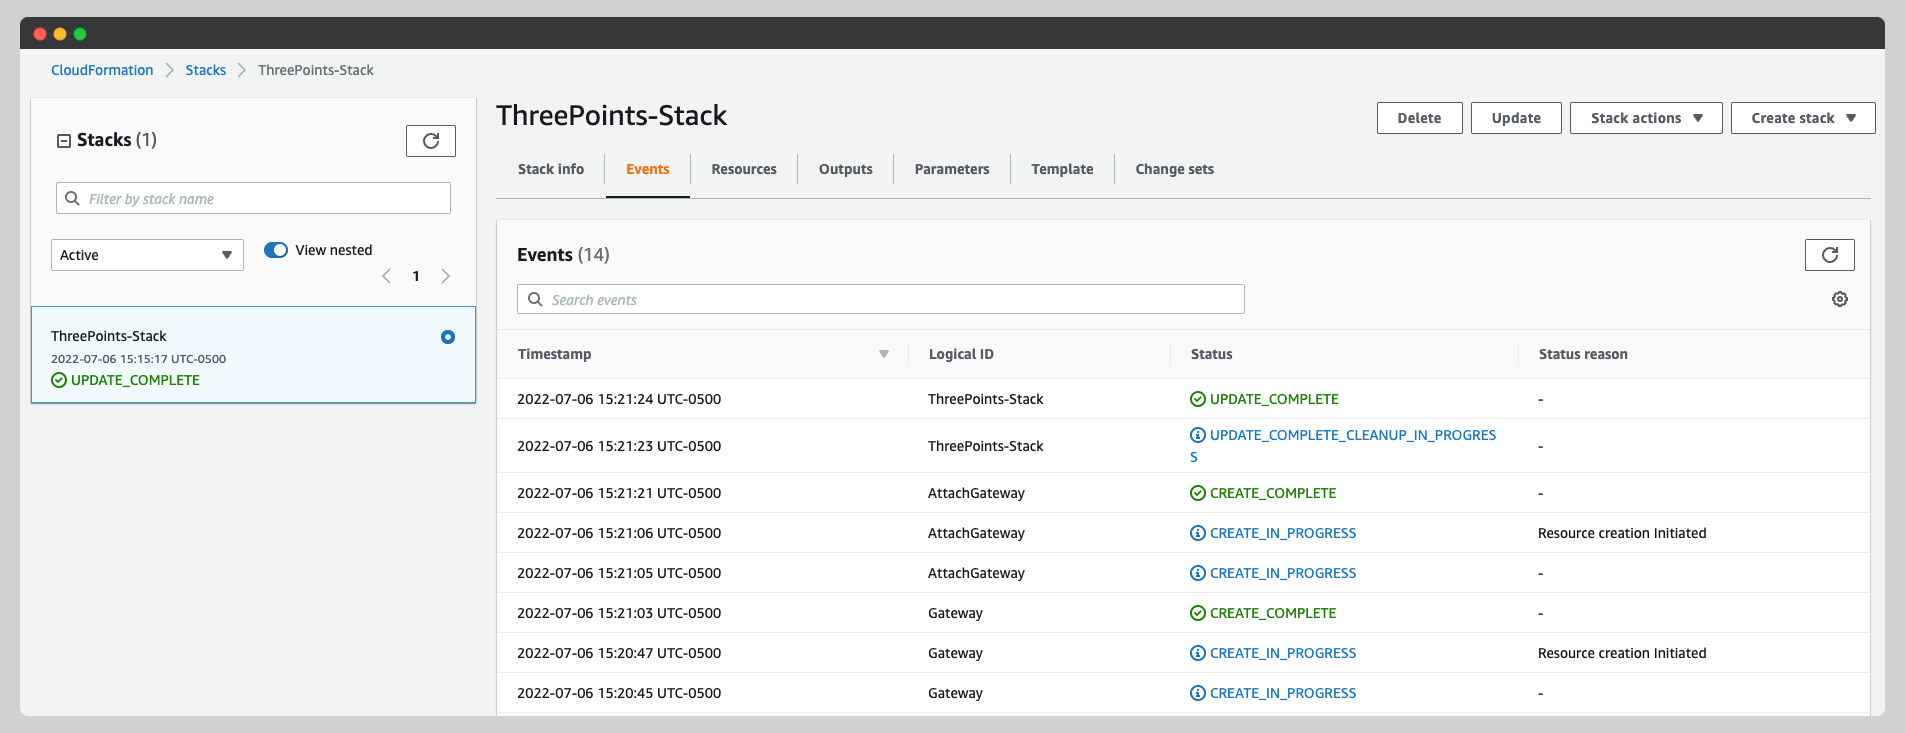 CloudFormation > Stacks > ThreePoints-Stack
Stacks (1)
Filter by stack name
Active
View nested
1
ThreePoints-Stack
2022-07-06 15:15:17 UTC-0500
UPDATE_COMPLETE
ThreePoints-Stack
Delete Update Stack actions Create stack
Stack info Events Resources Outputs Parameters Template Change sets
Events (14)
Search events
Timestamp Logical ID Status Status reason
2022-07-06 15:21:24 UTC-0500 ThreePoints-Stack UPDATE_COMPLETE -
2022-07-06 15:21:23 UTC-0500 ThreePoints-Stack UPDATE_COMPLETE_CLEANUP_IN_PROGRES -
S
2022-07-06 15:21:21 UTC-0500 AttachGateway CREATE_COMPLETE -
2022-07-06 15:21:06 UTC-0500 AttachGateway CREATE_IN_PROGRESS Resource creation Initiated
2022-07-06 15:21:05 UTC-0500 AttachGateway CREATE_IN_PROGRESS -
2022-07-06 15:21:03 UTC-0500 Gateway CREATE_COMPLETE -
2022-07-06 15:20:47 UTC-0500 Gateway CREATE_IN_PROGRESS Resource creation Initiated
2022-07-06 15:20:45 UTC-0500 Gateway CREATE_IN_PROGRESS -